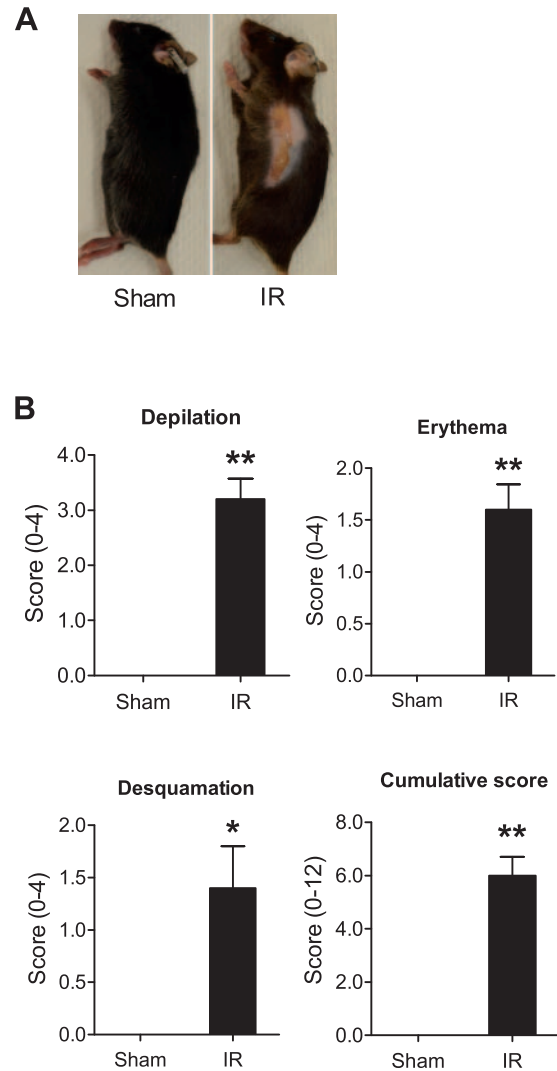 A
Sham IR
B
Depilation
Erythema
**
4.0
3.0
2.0
1.0
0.0
Score (0-4)
Sham IR
**
2.0
1.5
1.0
0.5
0.0
Score (0-4)
Sham IR
Desquamation
Cumulative score
*
2.0
1.5
1.0
0.5
0.0
Score (0-4)
Sham IR
**
8.0
6.0
4.0
2.0
0.0
Score (0-12)
Sham IR